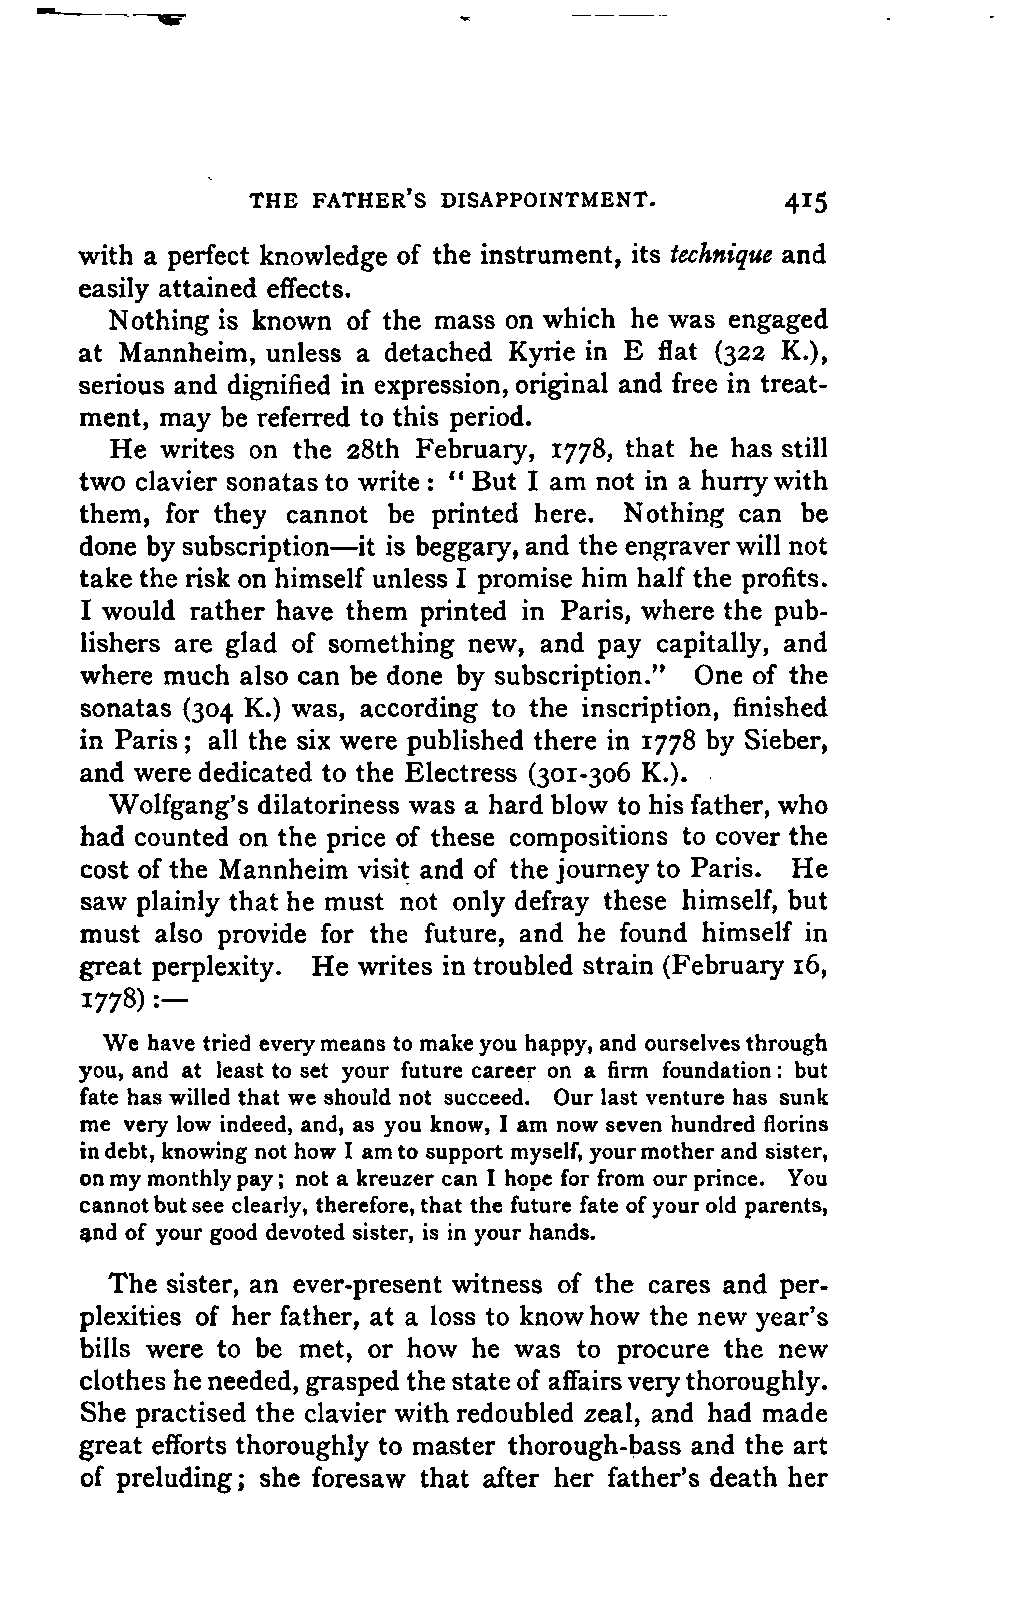 THE FATHER'S DISAPPOINTMENT. 415
with a perfect knowledge of the instrument, its technique and
easily attained effects.
Nothing is known of the mass on which he was engaged
at Mannheim, unless a detached Kyrie in E flat (322 K.),
serious and dignified in expression, original and free in treat-
ment, may be referred to this period.
He writes on the 28th February, 1778, that he has still
two clavier sonatas to write: "But I am not in a hurry with
them, for they cannot be printed here. Nothing can be
done by subscription—it is beggary, and the engraver will not
take the risk on himself unless I promise him half the profits.
I would rather have them printed in Paris, where the pub-
lishers are glad of something new, and pay capitally, and
where much also can be done by subscription." One of the
sonatas (304 K.) was, according to the inscription, finished
in Paris; all the six were published there in 1778 by Sieber,
and were dedicated to the Electress (301-306 K.).
Wolfgang's dilatoriness was a hard blow to his father, who
had counted on the price of these compositions to cover the
cost of the Mannheim visit and of the journey to Paris. He
saw plainly that he must not only defray these himself, but
must also provide for the future, and he found himself in
great perplexity. He writes in troubled strain (February 16,
1778):—
We have tried every means to make you happy, and ourselves through
you, and at least to set your future career on a firm foundation: but
fate has willed that we should not succeed. Our last venture has sunk
me very low indeed, and, as you know, I am now seven hundred florins
in debt, knowing not how I am to support myself, your mother and sister,
on my monthly pay; not a kreuzer can I hope for from our prince. You
cannot but see clearly, therefore, that the future fate of your old parents,
and of your good devoted sister, is in your hands.
The sister, an ever-present witness of the cares and per-
plexities of her father, at a loss to know how the new year's
bills were to be met, or how he was to procure the new
clothes he needed, grasped the state of affairs very thoroughly.
She practised the clavier with redoubled zeal, and had made
great efforts thoroughly to master thorough-bass and the art
of preluding; she foresaw that after her father's death her